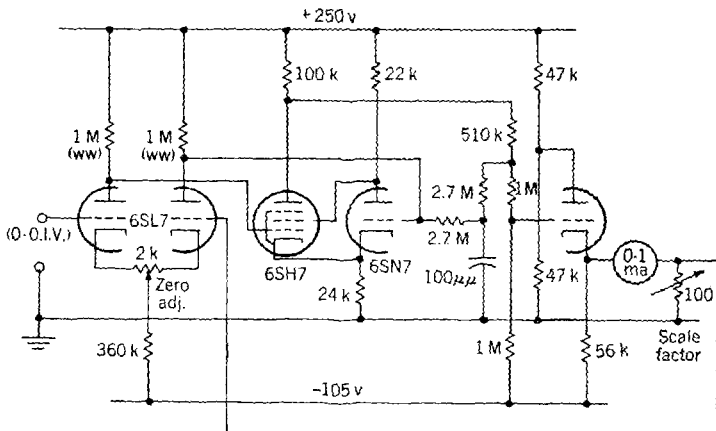 +250 v
100 k
22 k
47 k
1 M
(ww)
1 M
(ww)
510 k
2.7 M
1M
(0-0.1.V.)
6SL7
2 k
Zero
adj.
6SH7
6SN7
2.7 M
100μμ
24 k
47 k
0-1
ma
100
Scale
factor
360 k
1 M
56 k
-105 v